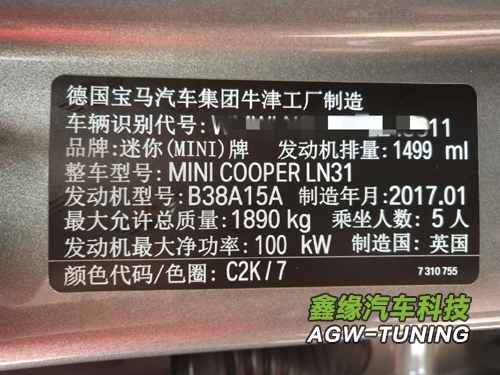 德国宝马汽车集团牛津工厂制造
车辆识别代号:
品牌:迷你(MINI)牌 发动机排量:1499 ml
整车型号:MINI COOPER LN31
发动机型号:B38A15A 制造年月:2017.01
最大允许总质量:1890 kg 乘坐人数:5人
发动机最大净功率:100 kW 制造国:英国
颜色代码/色圈:C2K/7 7 310 755
鑫缘汽车科技
AGW-TUNING